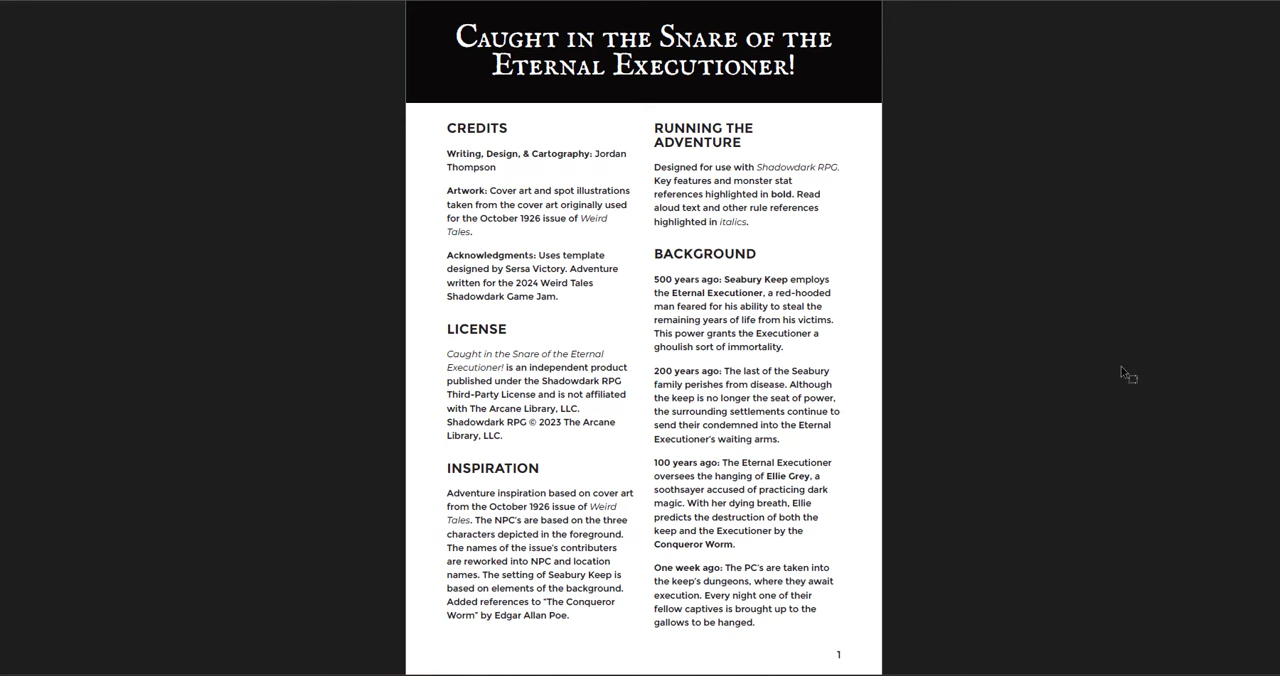 Caught in the Snare of the
Eternal Executioner!
CREDITS
Writing, Design, & Cartography: Jordan
Thompson
Artwork: Cover art and spot illustrations
taken from the cover art originally used
for the October 1926 issue of Weird
Tales.
Acknowledgments: Uses template
designed by Sersa Victory. Adventure
written for the 2024 Weird Tales
Shadowdark Game Jam.
LICENSE
Caught in the Snare of the Eternal
Executioner! is an independent product
published under the Shadowdark RPG
Third-Party License and is not affiliated
with The Arcane Library, LLC.
Shadowdark RPG © 2023 The Arcane
Library, LLC.
INSPIRATION
Adventure inspiration based on cover art
from the October 1926 issue of Weird
Tales. The NPC's are based on the three
characters depicted in the foreground.
The names of the issue's contributers
are reworked into NPC and location
names. The setting of Seabury Keep is
based on elements of the background.
Added references to "The Conqueror
Worm" by Edgar Allan Poe.
RUNNING THE
ADVENTURE
Designed for use with Shadowdark RPG.
Key features and monster stat
references highlighted in bold. Read
aloud text and other rule references
highlighted in italics.
BACKGROUND
500 years ago: Seabury Keep employs
the Eternal Executioner, a red-hooded
man feared for his ability to steal the
remaining years of life from his victims.
This power grants the Executioner a
ghoulish sort of immortality.
200 years ago: The last of the Seabury
family perishes from disease. Although
the keep is no longer the seat of power,
the surrounding settlements continue to
send their condemned into the Eternal
Executioner's waiting arms.
100 years ago: The Eternal Executioner
oversees the hanging of Ellie Grey, a
soothsayer accused of practicing dark
magic. With her dying breath, Ellie
predicts the destruction of both the
keep and the Executioner by the
Conqueror Worm.
One week ago: The PC's are taken into
the keep's dungeons, where they await
execution. Every night one of their
fellow captives is brought up to the
gallows to be hanged.
1